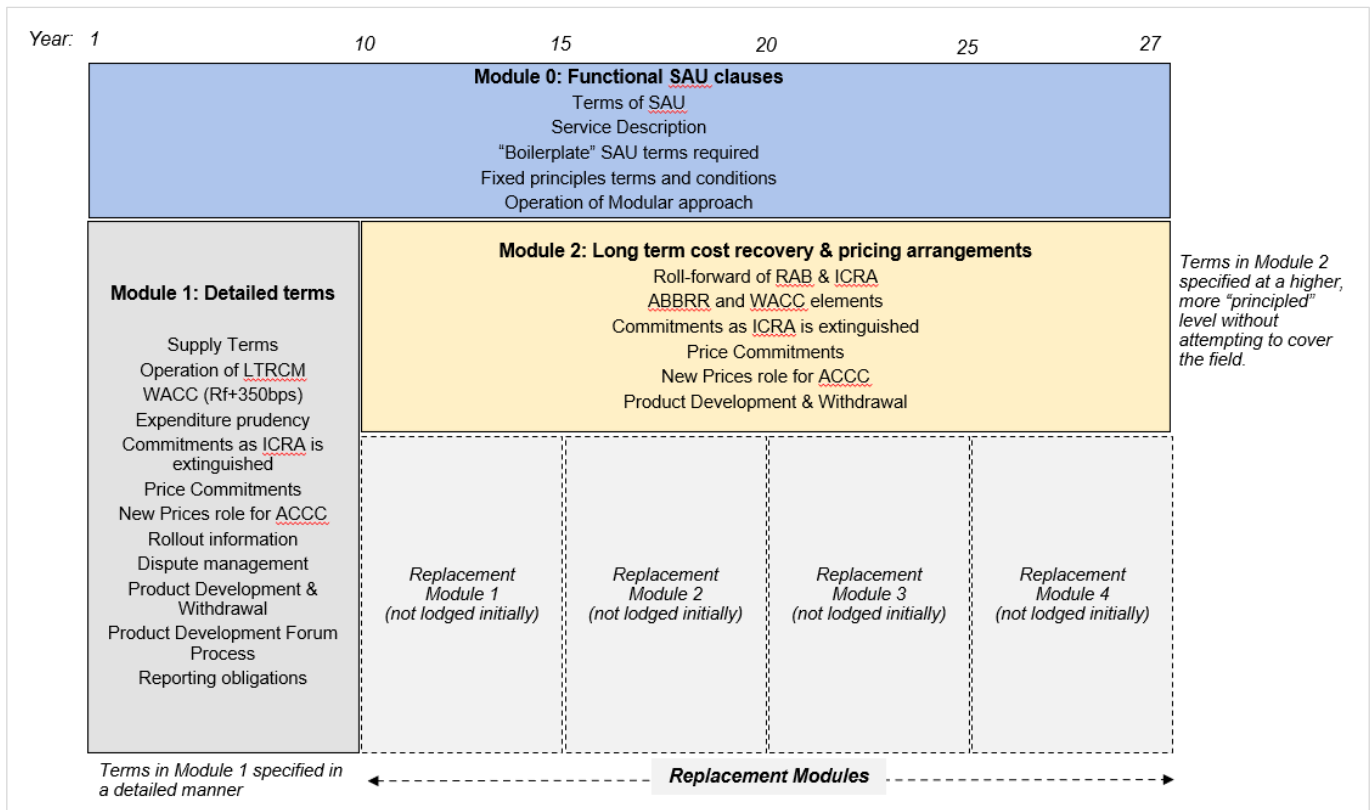 Year: 1 10 15 20 25 27
Module 0: Functional SAU clauses
Terms of SAU
Service Description
“Boilerplate” SAU terms required
Fixed principles terms and conditions
Operation of Modular approach
Module 1: Detailed terms
Supply Terms
Operation of LTRCM
WACC (Rf+350bps)
Expenditure prudency
Commitments as ICRA is
extinguished
Price Commitments
New Prices role for ACCC
Rollout information
Dispute management
Product Development &
Withdrawal
Product Development Forum
Process
Reporting obligations
Module 2: Long term cost recovery & pricing arrangements
Roll-forward of RAB & ICRA
ABBRR and WACC elements
Commitments as ICRA is extinguished
Price Commitments
New Prices role for ACCC
Product Development & Withdrawal
Terms in Module 2
specified at a higher,
more “principled”
level without
attempting to cover
the field.
Replacement
Module 1
(not lodged initially)
Replacement
Module 2
(not lodged initially)
Replacement
Module 3
(not lodged initially)
Replacement
Module 4
(not lodged initially)
Terms in Module 1 specified in
a detailed manner
Replacement Modules